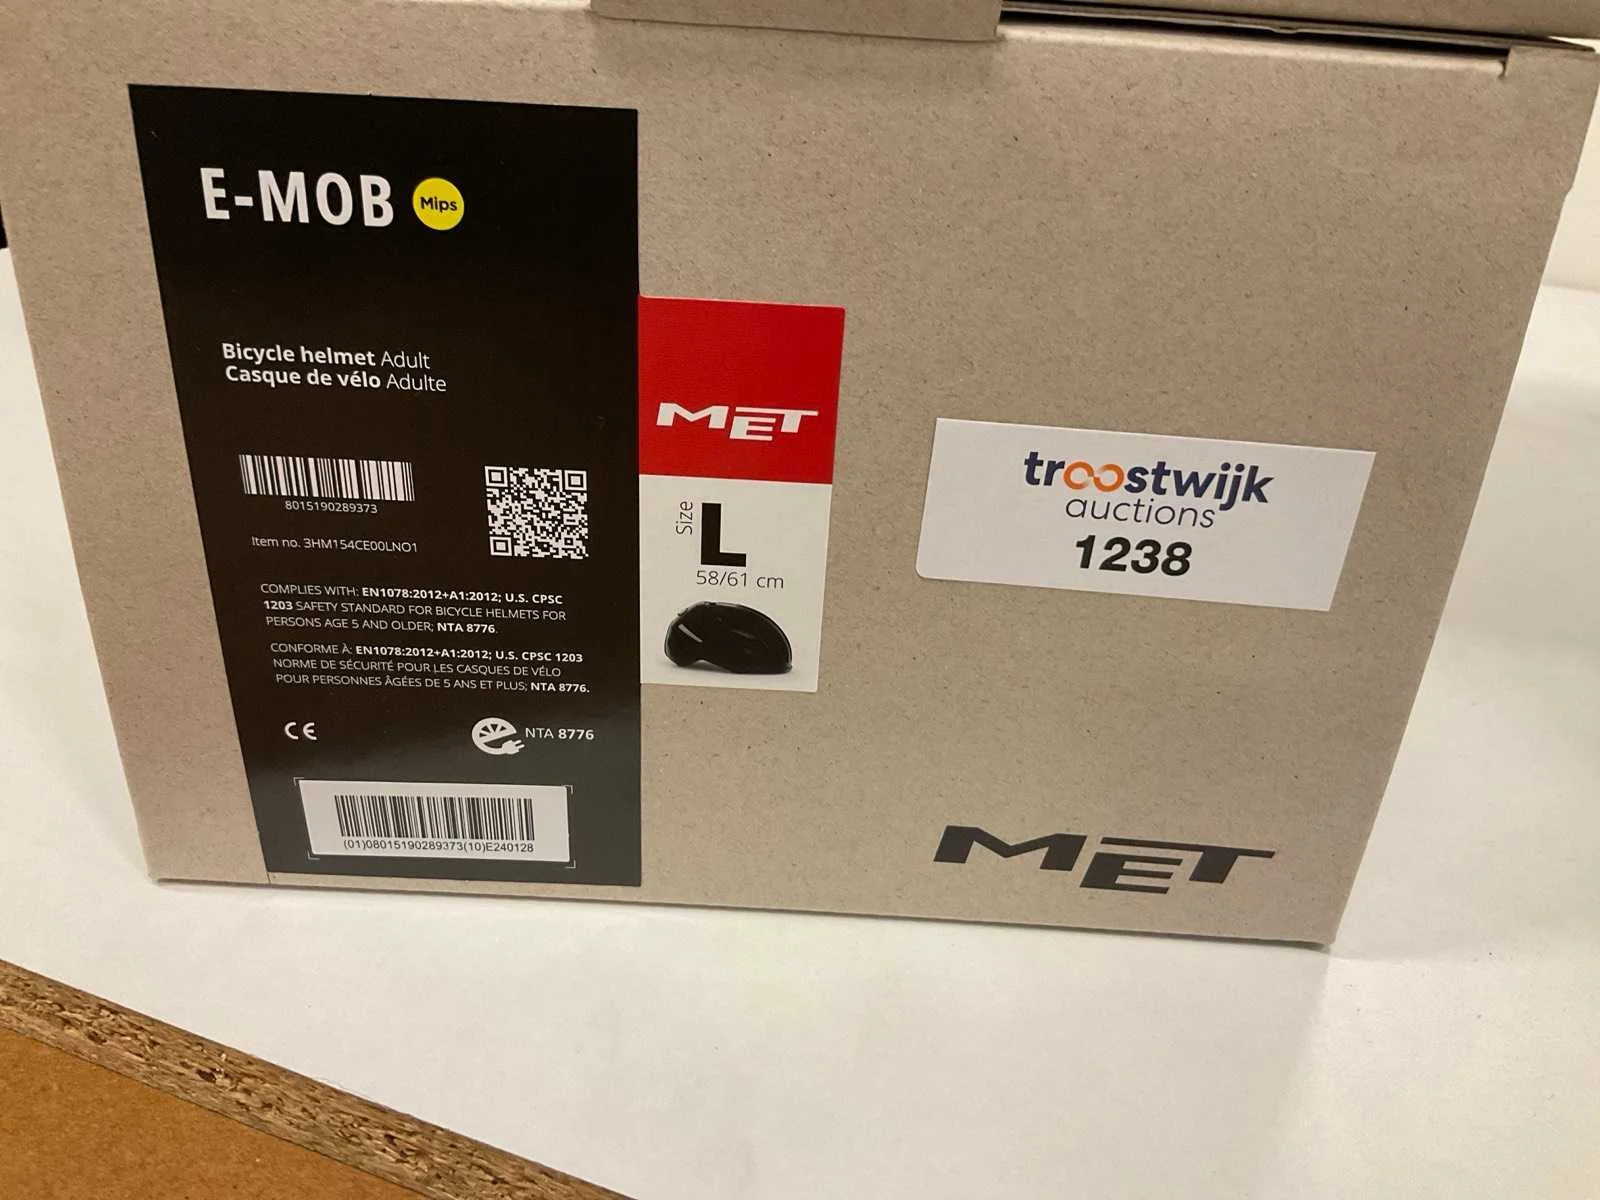 E-MOB Mips
Bicycle helmet Adult
Casque de vélo Adulte
8015190289373
Item no. 3HM154CE00LNO1
COMPLIES WITH: EN1078:2012+A1:2012; U.S. CPSC
1203 SAFETY STANDARD FOR BICYCLE HELMETS FOR
PERSONS AGE 5 AND OLDER; NTA 8776.
CONFORME À: EN1078:2012+A1:2012; U.S. CPSC 1203
NORME DE SÉCURITÉ POUR LES CASQUES DE VÉLO
POUR PERSONNES ÂGÉES DE 5 ANS ET PLUS; NTA 8776.
CE
NTA 8776
(01)08015190289373(10)E240128
MET
Size
L
58/61 cm
troostwijk
auctions
1238
MET